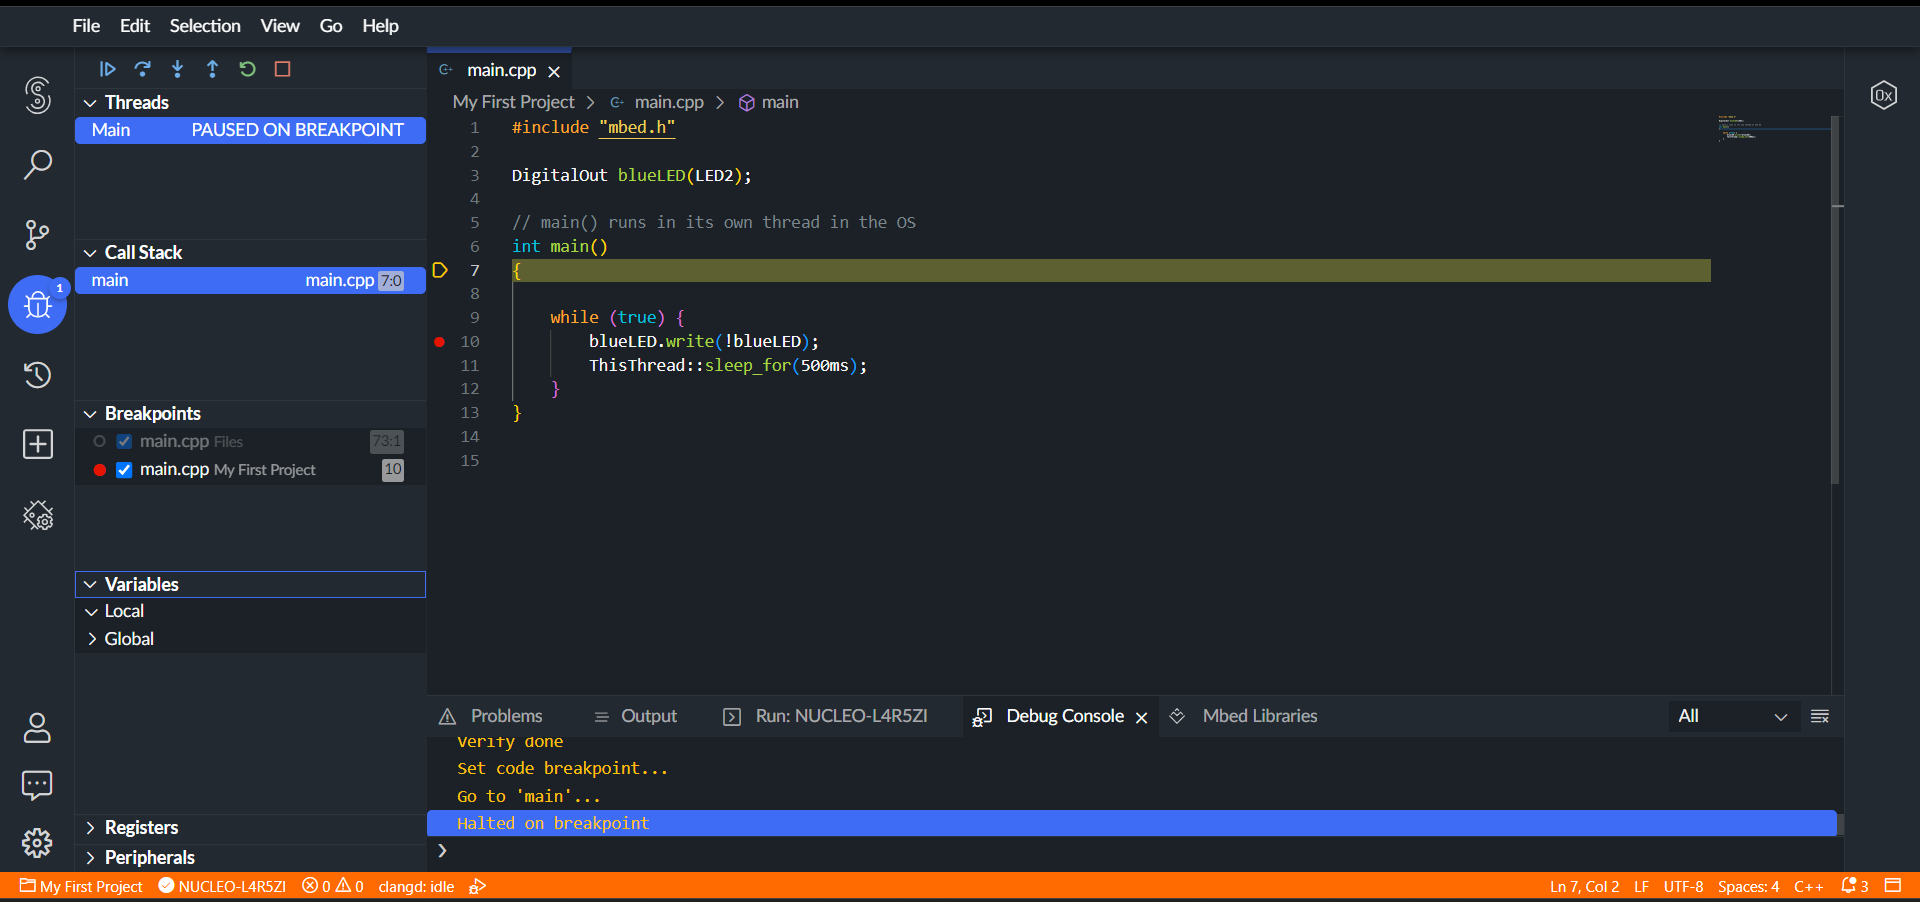 File Edit Selection View Go Help
Threads
Main PAUSED ON BREAKPOINT
Call Stack
main main.cpp 7:0
1
Breakpoints
main.cpp Files 73:1
main.cpp My First Project 10
Variables
Local
Global
Registers
Peripherals
main.cpp
My First Project > main.cpp > main
1 #include "mbed.h"
2
3 DigitalOut blueLED(LED2);
4
5 // main() runs in its own thread in the OS
6 int main()
7 {
8
9 while (true) {
10 blueLED.write(!blueLED);
11 ThisThread::sleep_for(500ms);
12 }
13 }
14
15
0x
Problems Output Run: NUCLEO-L4R5ZI Debug Console Mbed Libraries All
Verify done
Set code breakpoint...
Go to 'main'...
Halted on breakpoint
>
My First Project NUCLEO-L4R5ZI 0 0 clangd: idle Ln 7, Col 2 LF UTF-8 Spaces: 4 C++ 3